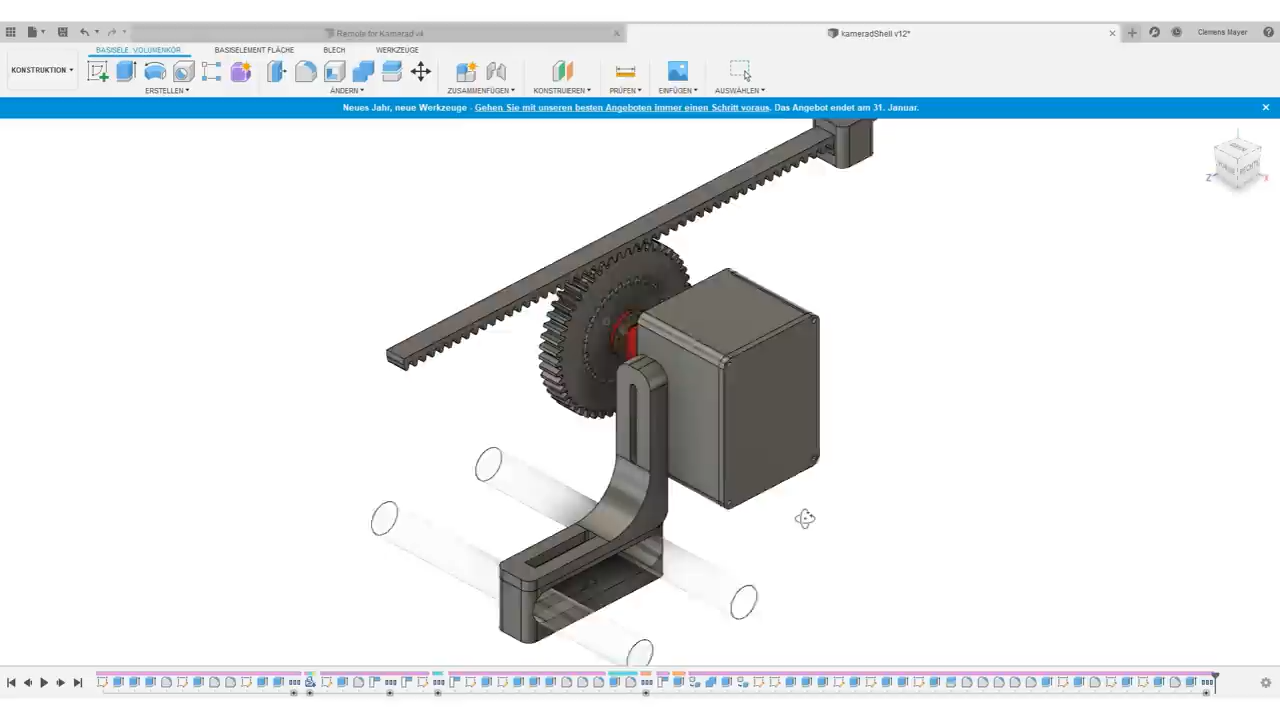 Remote for Kamerad v4
kameradShell v12*
Clemens Mayer
KONSTRUKTION
BASISELE. VOLUMENKÖR.
BASISELEMENT FLÄCHE
BLECH
WERKZEUGE
ERSTELLEN
ÄNDERN
ZUSAMMENFÜGEN
KONSTRUIEREN
PRÜFEN
EINFÜGEN
AUSWÄHLEN
Neues Jahr, neue Werkzeuge - Gehen Sie mit unseren besten Angeboten immer einen Schritt voraus. Das Angebot endet am 31. Januar.
Z
X